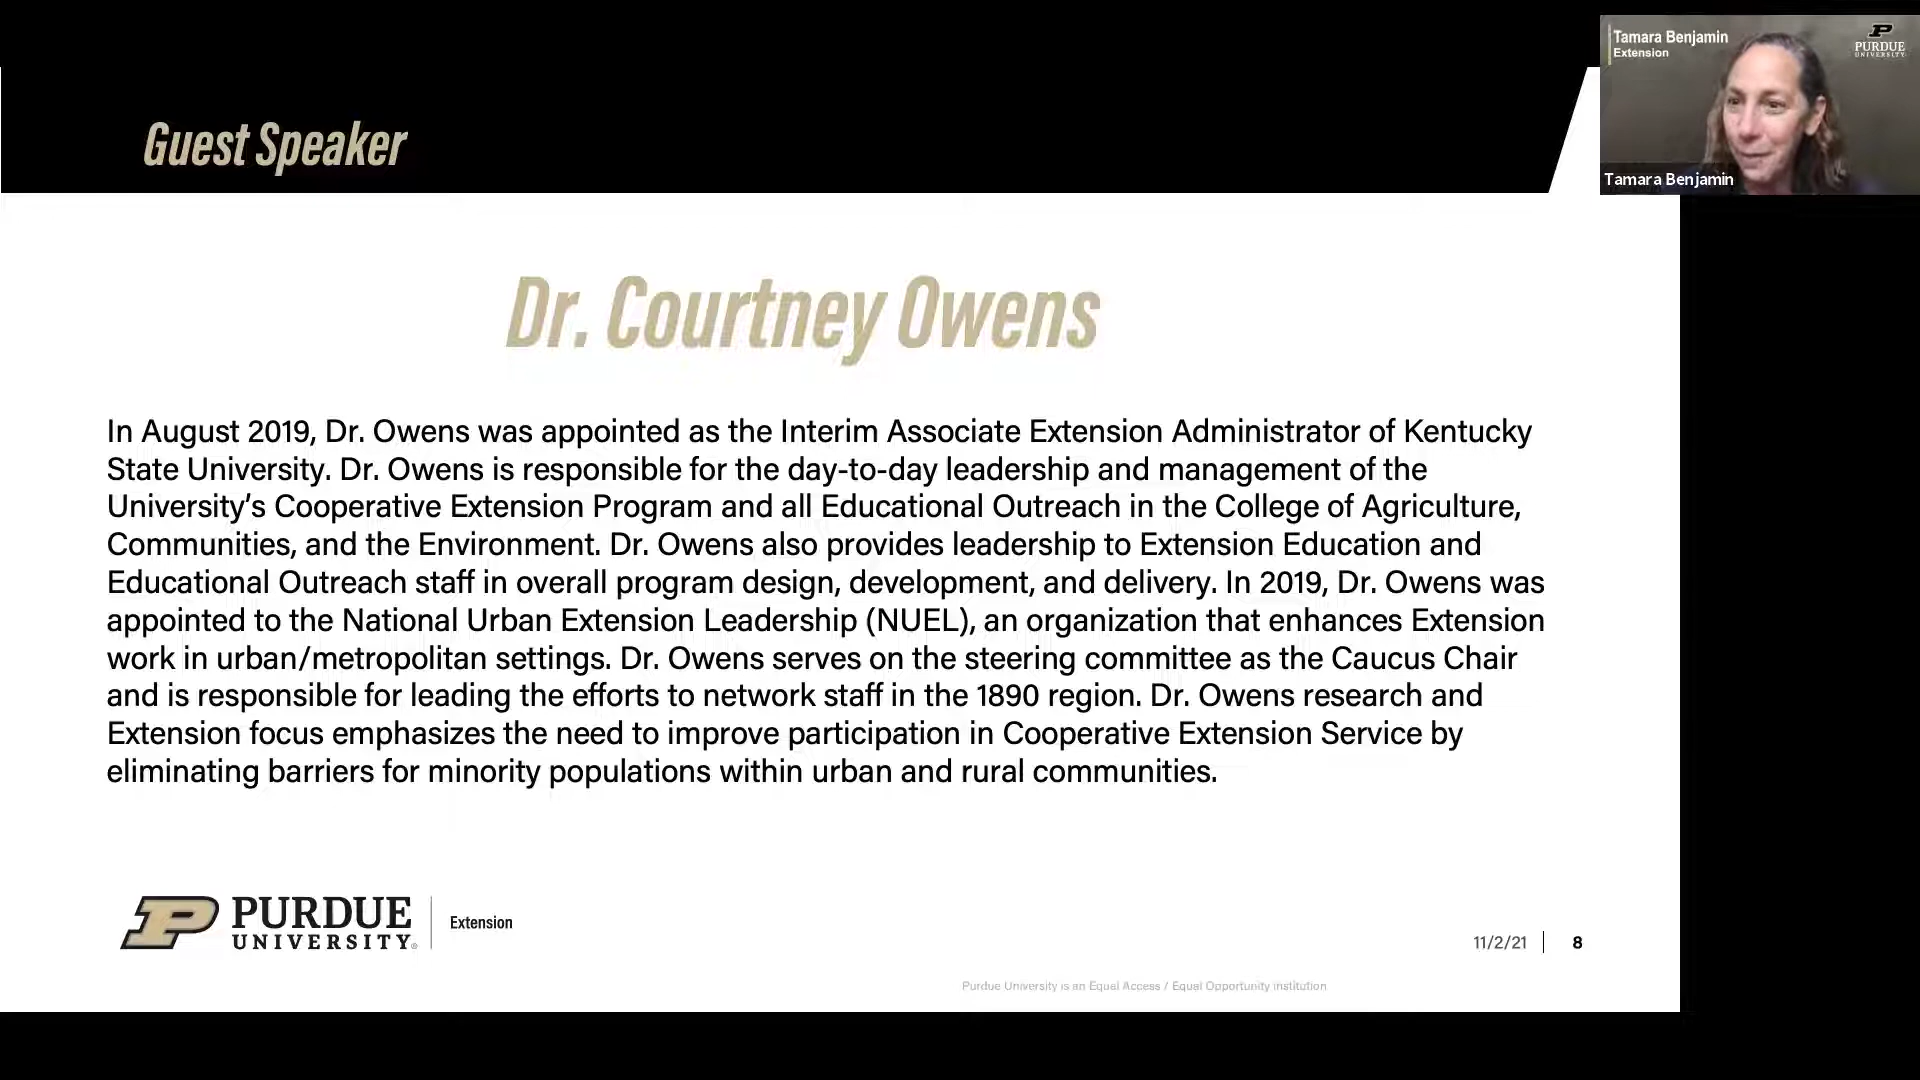 Guest Speaker
Tamara Benjamin
Extension
PURDUE
UNIVERSITY
Tamara Benjamin
Dr. Courtney Owens
In August 2019, Dr. Owens was appointed as the Interim Associate Extension Administrator of Kentucky
State University. Dr. Owens is responsible for the day-to-day leadership and management of the
University’s Cooperative Extension Program and all Educational Outreach in the College of Agriculture,
Communities, and the Environment. Dr. Owens also provides leadership to Extension Education and
Educational Outreach staff in overall program design, development, and delivery. In 2019, Dr. Owens was
appointed to the National Urban Extension Leadership (NUEL), an organization that enhances Extension
work in urban/metropolitan settings. Dr. Owens serves on the steering committee as the Caucus Chair
and is responsible for leading the efforts to network staff in the 1890 region. Dr. Owens research and
Extension focus emphasizes the need to improve participation in Cooperative Extension Service by
eliminating barriers for minority populations within urban and rural communities.
PURDUE
UNIVERSITY®
Extension
11/2/21 | 8
Purdue University is an Equal Access / Equal Opportunity institution